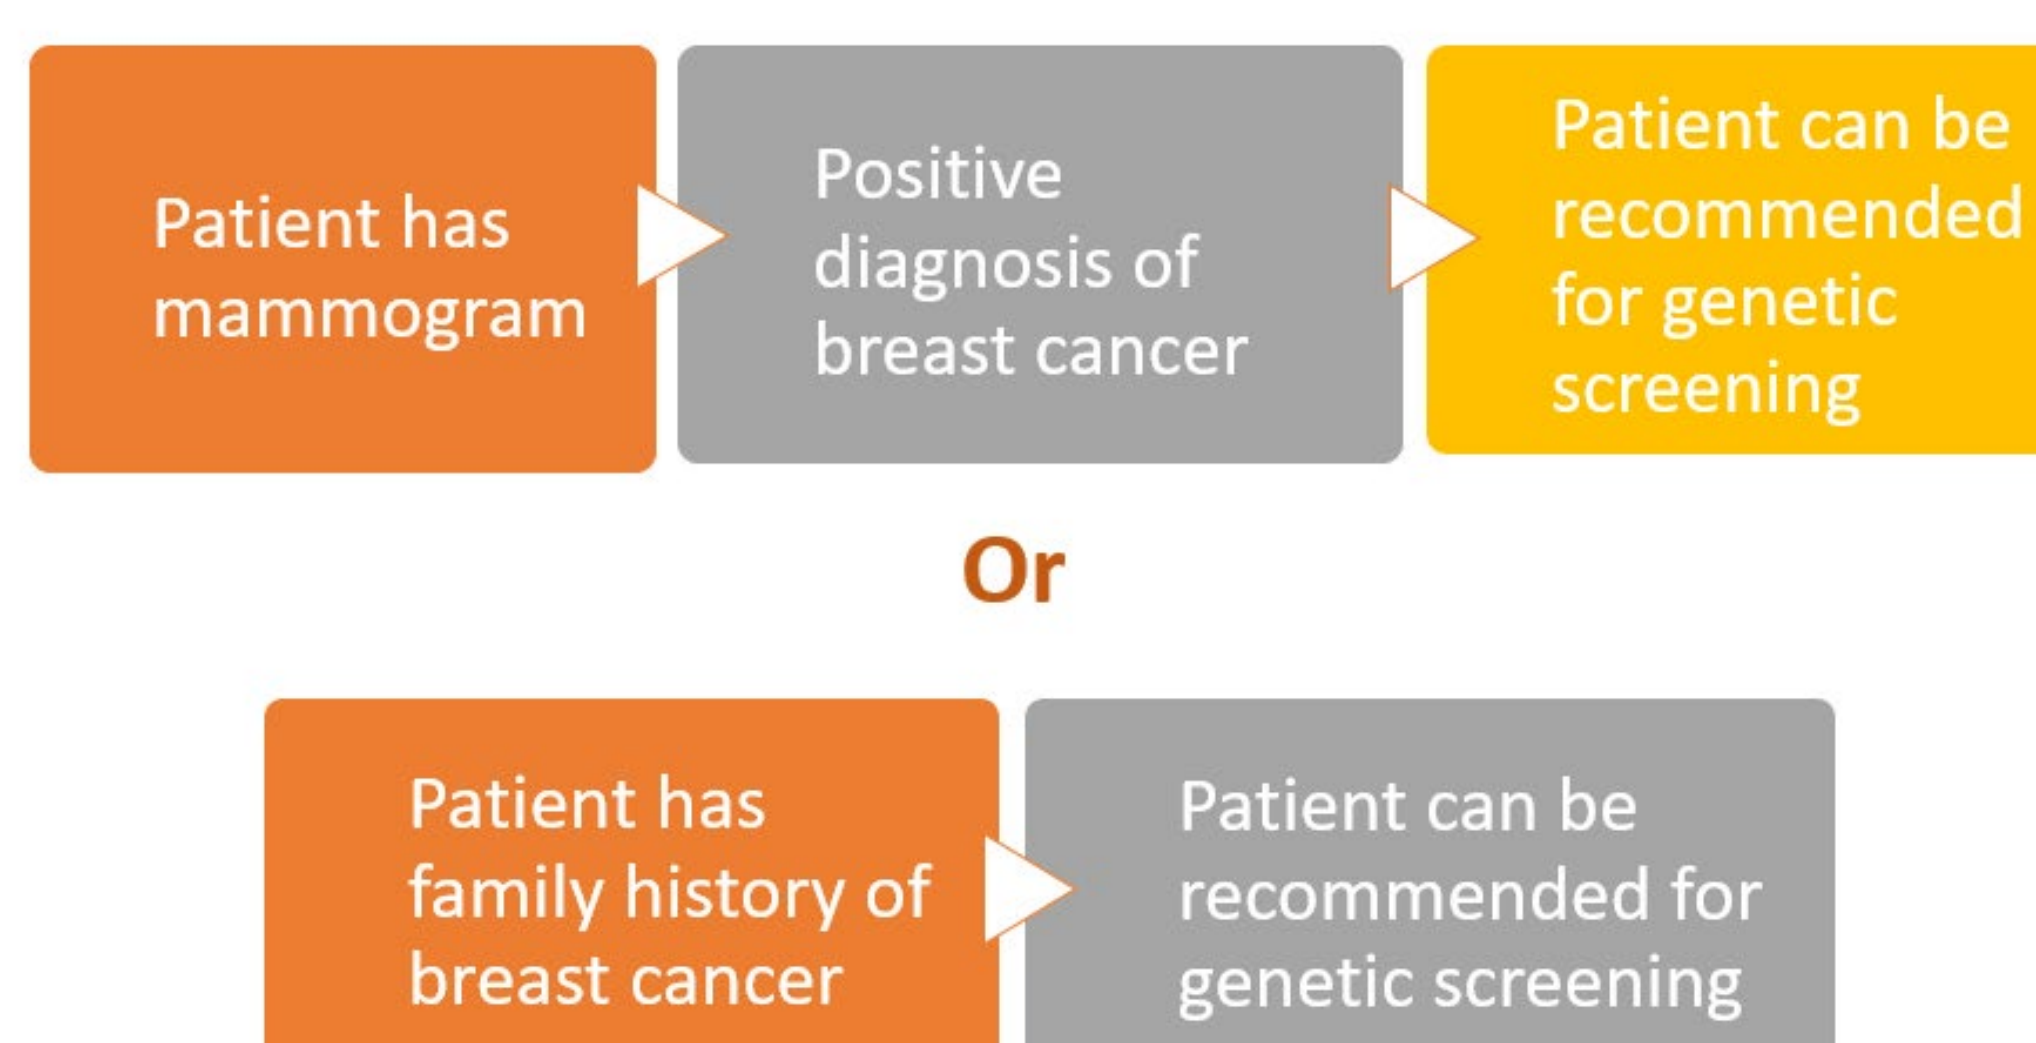 Patient has
mammogram
Positive
diagnosis of
breast cancer
Patient can be
recommended
for genetic
screening
Or
Patient has
family history of
breast cancer
Patient can be
recommended for
genetic screening